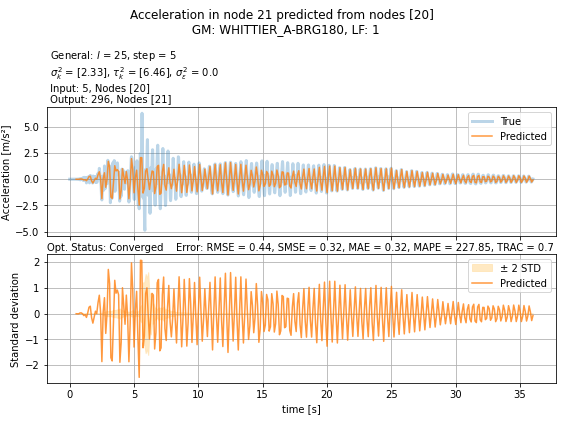 Acceleration in node 21 predicted from nodes [20]
GM: WHITTIER_A-BRG180, LF: 1
General: l = 25, step = 5
σ²ₖ = [2.33], τ²ₖ = [6.46], σ²ε = 0.0
Input: 5, Nodes [20]
Output: 296, Nodes [21]
Acceleration [m/s²]
5.0
2.5
0.0
−2.5
−5.0
True
Predicted
Opt. Status: Converged Error: RMSE = 0.44, SMSE = 0.32, MAE = 0.32, MAPE = 227.85, TRAC = 0.7
Standard deviation
2
1
0
−1
−2
± 2 STD
Predicted
0 5 10 15 20 25 30 35
time [s]